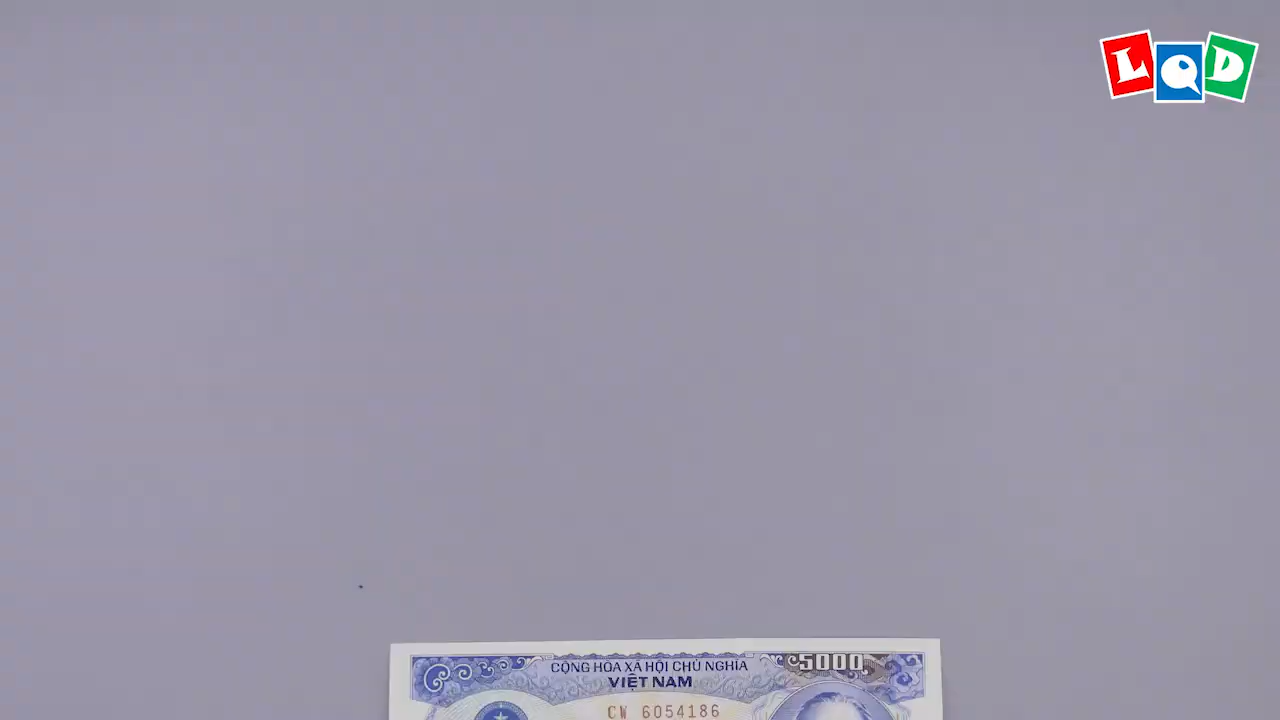 LQD
CỘNG HÒA XÃ HỘI CHỦ NGHĨA
5000
VIỆT NAM
CW 6054186